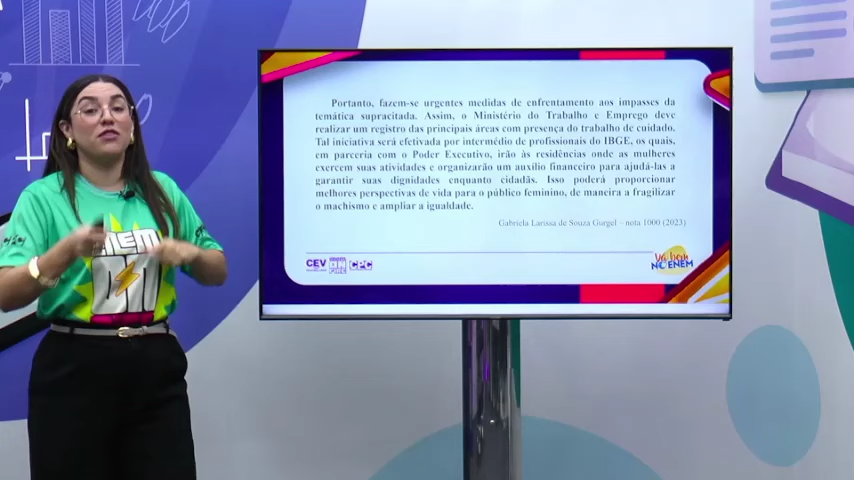 Portanto, fazem-se urgentes medidas de enfrentamento aos impasses da
temática supracitada. Assim, o Ministério do Trabalho e Emprego deve
realizar um registro das principais áreas com presença do trabalho de cuidado.
Tal iniciativa será efetivada por intermédio de profissionais do IBGE, os quais,
em parceria com o Poder Executivo, irão às residências onde as mulheres
exercem suas atividades e organizarão um auxílio financeiro para ajudá-las a
garantir suas dignidades enquanto cidadãs. Isso poderá proporcionar
melhores perspectivas de vida para o público feminino, de maneira a fragilizar
o machismo e ampliar a igualdade.
Gabriela Larissa de Souza Gurgel – nota 1000 (2023)
CEV
CPC
Vá bem
NO ENEM
CPC
ENEM
ON